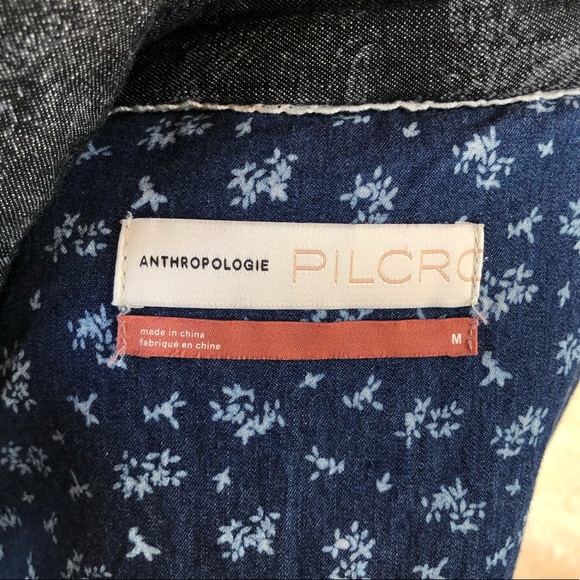 ANTHROPOLOGIE PILCRO
made in china
fabriqué en chine
M